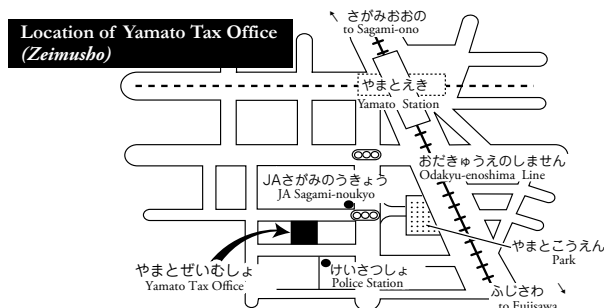 Location of Yamato Tax Office
(Zeimusho)
さがみおおの
to Sagami-ono
やまとえき
Yamato Station
おだきゅうえのしません
Odakyu-enoshima Line
JAさがみのうきょう
JA Sagami-noukyo
やまとこうえん
Park
やまとぜいむしょ
Yamato Tax Office
けいさつしょ
Police Station
ふじさわ
to Fujisawa